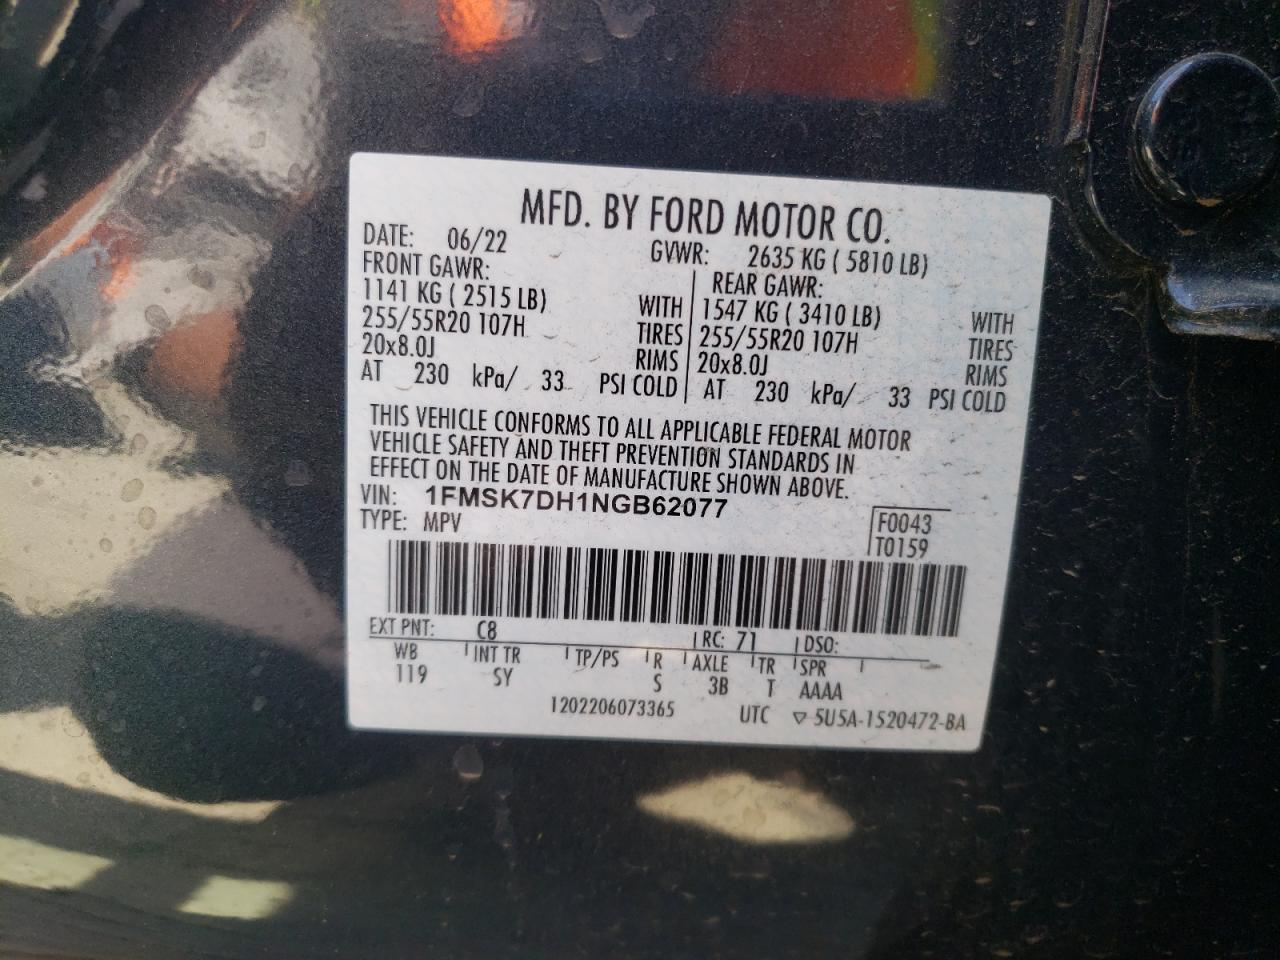 MFD. BY FORD MOTOR CO.
DATE: 06/22 GVWR: 2635 KG ( 5810 LB)
FRONT GAWR: REAR GAWR:
1141 KG ( 2515 LB) WITH 1547 KG ( 3410 LB) WITH
255/55R20 107H TIRES 255/55R20 107H TIRES
20x8.0J RIMS 20x8.0J RIMS
AT 230 kPa/ 33 PSI COLD AT 230 kPa/ 33 PSI COLD
THIS VEHICLE CONFORMS TO ALL APPLICABLE FEDERAL MOTOR
VEHICLE SAFETY AND THEFT PREVENTION STANDARDS IN
EFFECT ON THE DATE OF MANUFACTURE SHOWN ABOVE.
VIN: 1FMSK7DH1NGB62077
TYPE: MPV F0043
T0159
EXT PNT: C8 RC: 71 DSO:
WB INT TR TP/PS R AXLE TR SPR
119 SY S 3B T AAAA
1202206073365 UTC ▽ 5U5A-1520472-BA